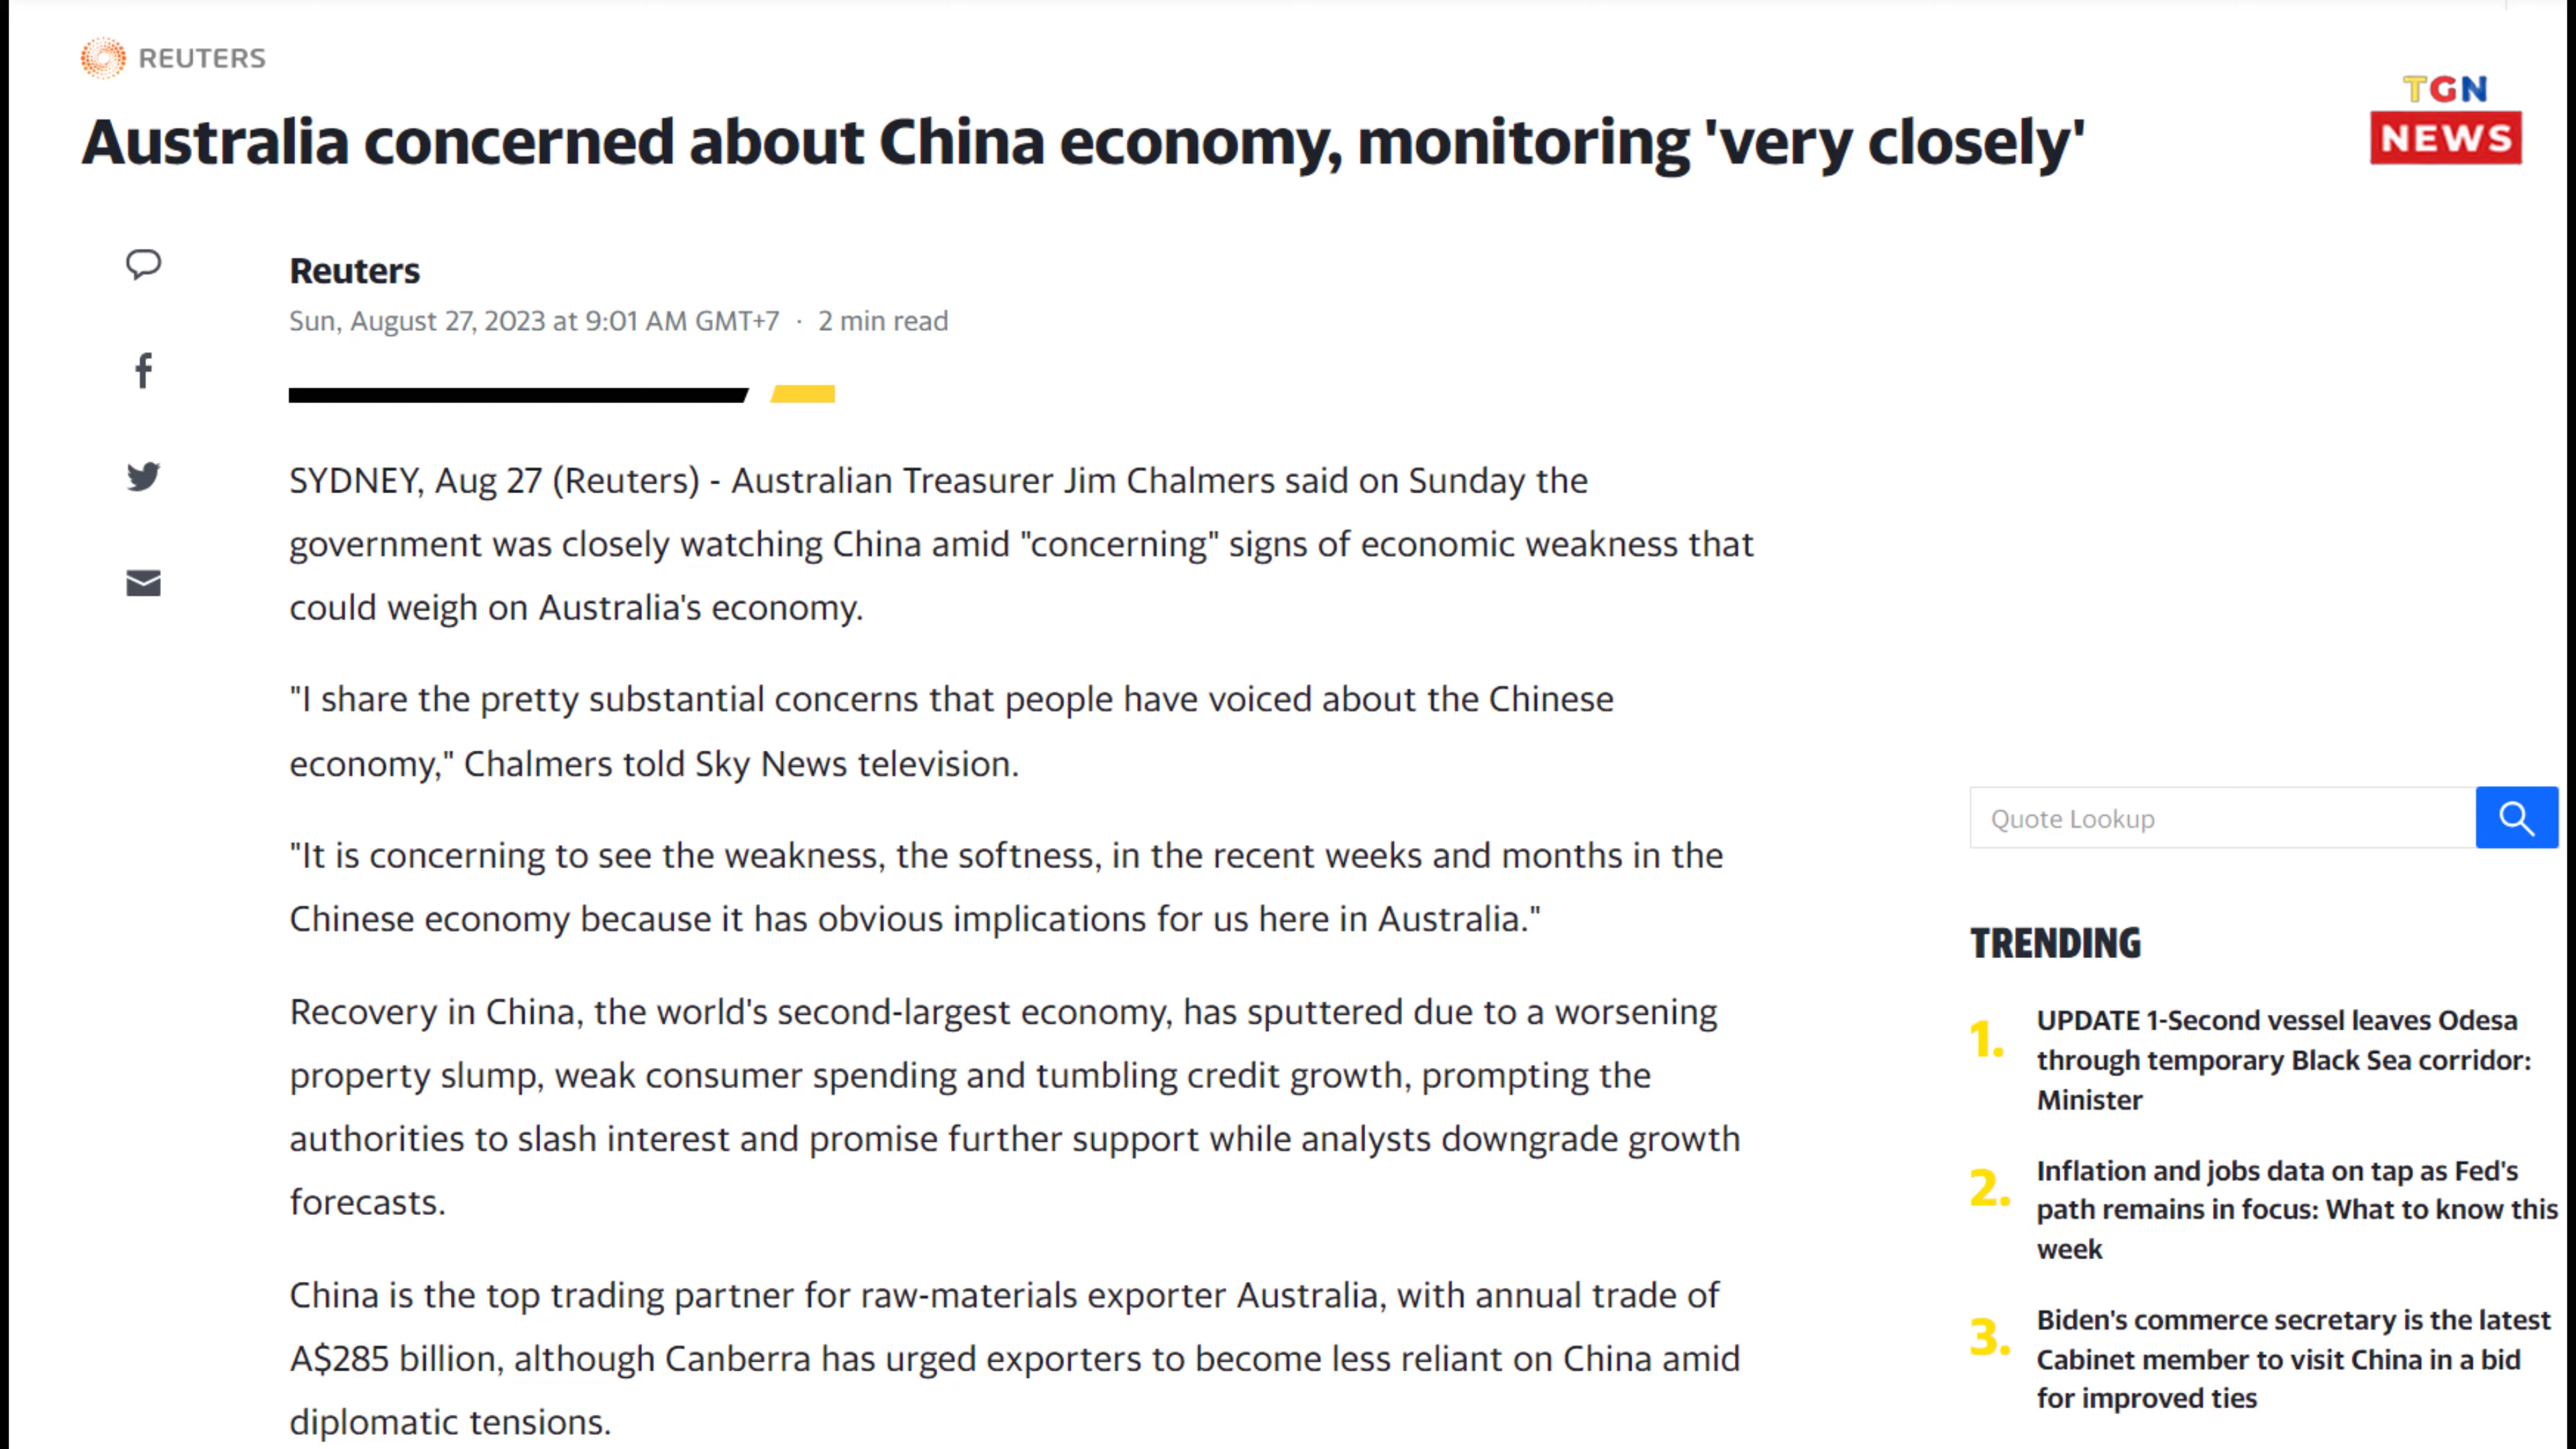 REUTERS
TGN
NEWS
Australia concerned about China economy, monitoring 'very closely'
Reuters
Sun, August 27, 2023 at 9:01 AM GMT+7 · 2 min read
SYDNEY, Aug 27 (Reuters) - Australian Treasurer Jim Chalmers said on Sunday the
government was closely watching China amid "concerning" signs of economic weakness that
could weigh on Australia's economy.
"I share the pretty substantial concerns that people have voiced about the Chinese
economy," Chalmers told Sky News television.
"It is concerning to see the weakness, the softness, in the recent weeks and months in the
Chinese economy because it has obvious implications for us here in Australia."
Recovery in China, the world's second-largest economy, has sputtered due to a worsening
property slump, weak consumer spending and tumbling credit growth, prompting the
authorities to slash interest and promise further support while analysts downgrade growth
forecasts.
China is the top trading partner for raw-materials exporter Australia, with annual trade of
A$285 billion, although Canberra has urged exporters to become less reliant on China amid
diplomatic tensions.
Quote Lookup
TRENDING
1. UPDATE 1-Second vessel leaves Odesa
through temporary Black Sea corridor:
Minister
2. Inflation and jobs data on tap as Fed's
path remains in focus: What to know this
week
3. Biden's commerce secretary is the latest
Cabinet member to visit China in a bid
for improved ties